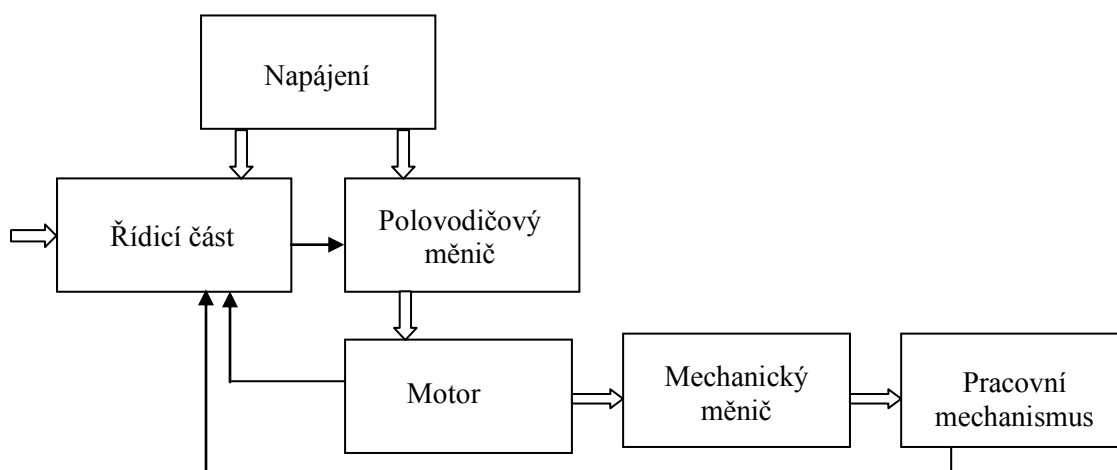 Napájení
Řídicí část
Polovodičový
měnič
Motor
Mechanický
měnič
Pracovní
mechanismus